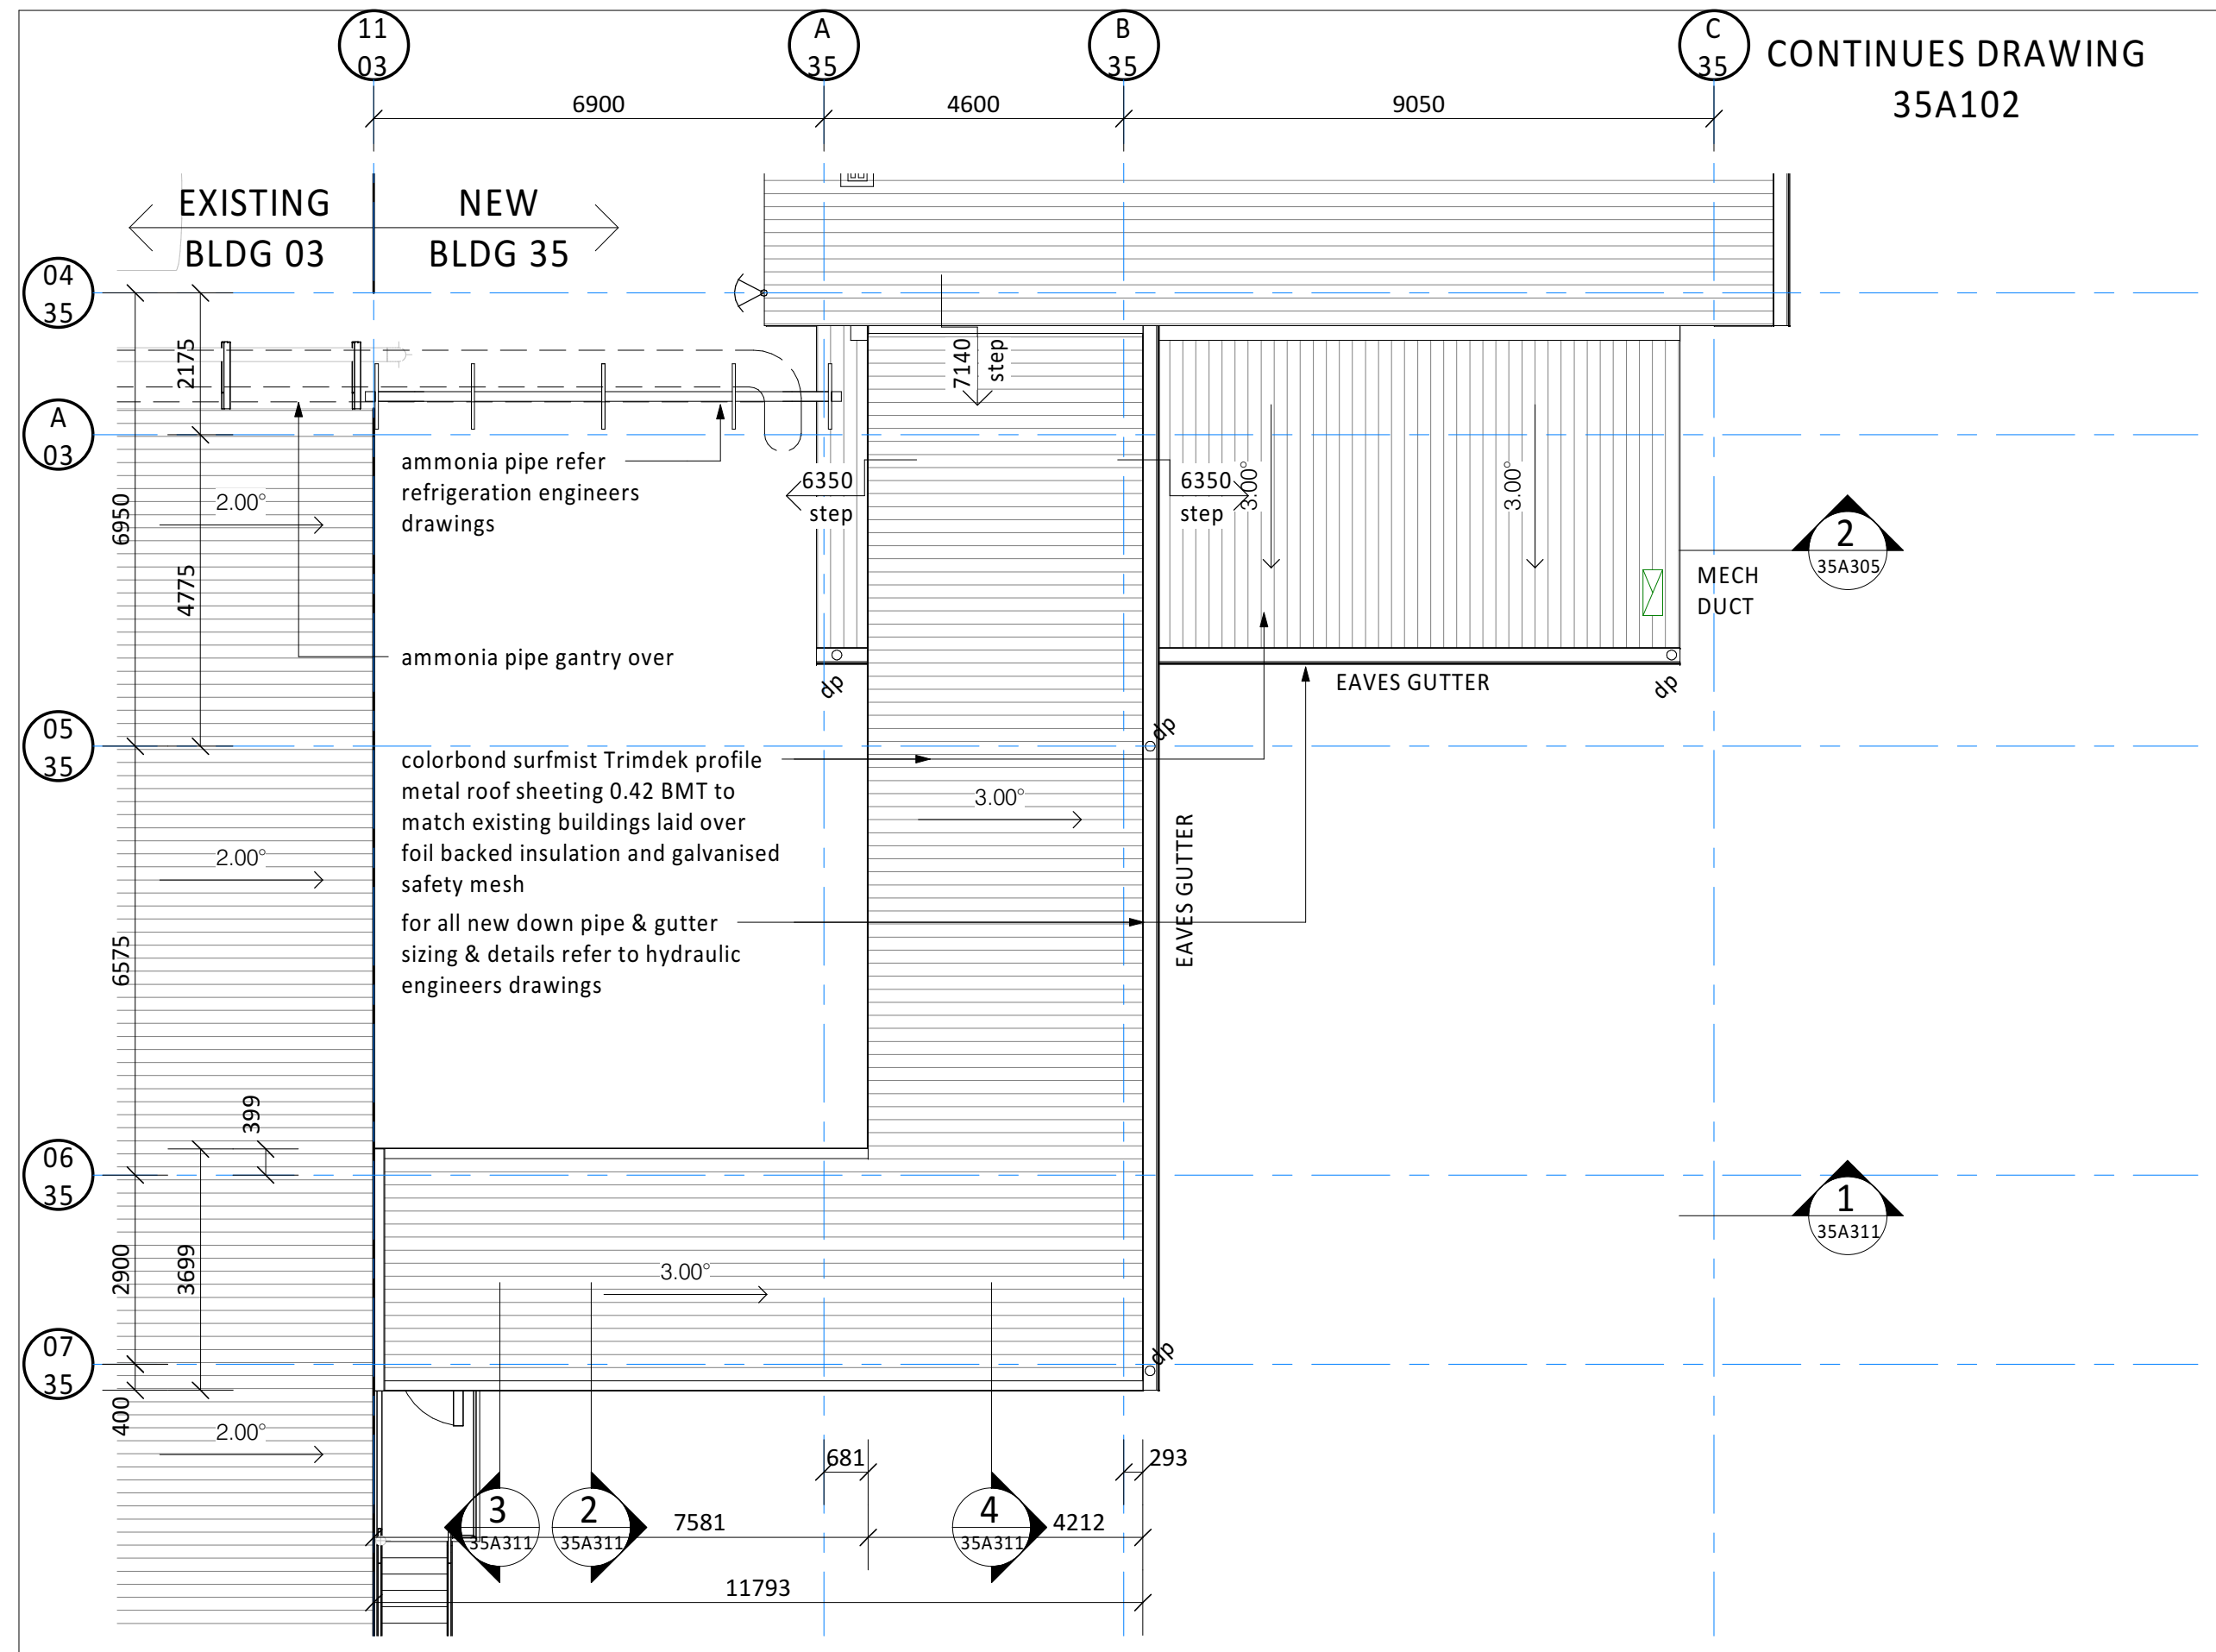 11
03
A
35
B
35
C
35
CONTINUES DRAWING
35A102
6900
4600
9050
EXISTING
BLDG 03
NEW
BLDG 35
04
35
2175
A
03
7140
step
ammonia pipe refer
refrigeration engineers
drawings
6350
step
6350
step
3.00°
3.00°
2.00°
6950
4775
2
35A305
MECH
DUCT
ammonia pipe gantry over
dp
EAVES GUTTER
dp
05
35
dp
colorbond surfmist Trimdek profile
metal roof sheeting 0.42 BMT to
match existing buildings laid over
foil backed insulation and galvanised
safety mesh
3.00°
2.00°
EAVES GUTTER
for all new down pipe & gutter
sizing & details refer to hydraulic
engineers drawings
6575
399
06
35
1
35A311
2900
3699
3.00°
07
35
dp
400
2.00°
681
293
3
35A311
2
35A311
7581
4
35A311
4212
11793